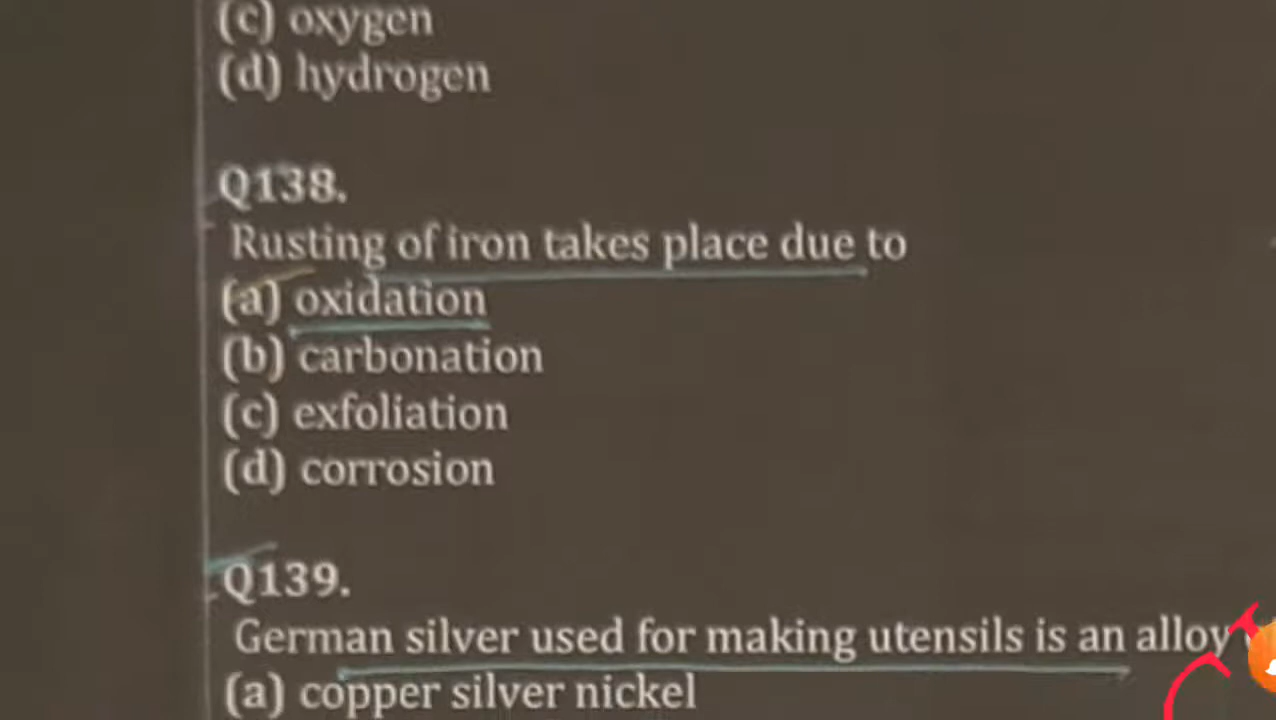 (c) oxygen
(d) hydrogen
Q138.
Rusting of iron takes place due to
(a) oxidation
(b) carbonation
(c) exfoliation
(d) corrosion
Q139.
German silver used for making utensils is an alloy
(a) copper silver nickel